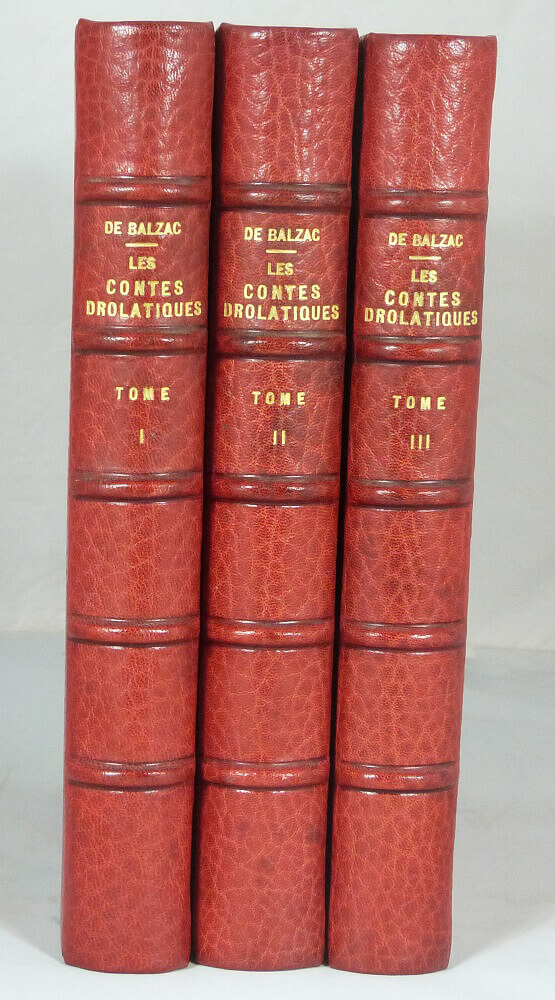 DE BALZAC
LES
CONTES
DROLATIQUES
TOME
I
DE BALZAC
LES
CONTES
DROLATIQUES
TOME
II
DE BALZAC
LES
CONTES
DROLATIQUES
TOME
III